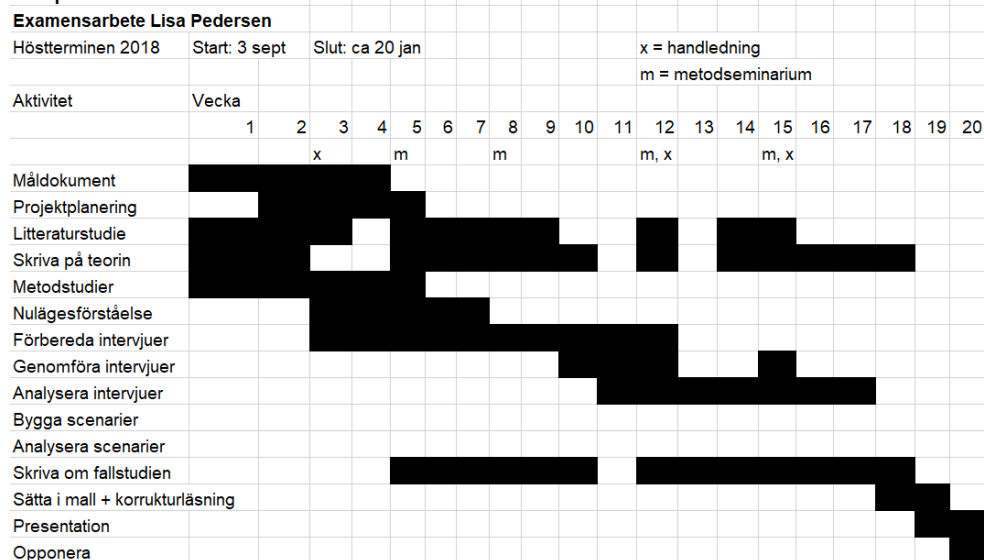 Examensarbete Lisa Pedersen
Höstterminen 2018 Start: 3 sept Slut: ca 20 jan x = handledning
m = metodseminarium
Aktivitet Vecka
1 2 3 4 5 6 7 8 9 10 11 12 13 14 15 16 17 18 19 20
x m m m, x m, x
Måldokument
Projektplanering
Litteraturstudie
Skriva på teorin
Metodstudier
Nulägesförståelse
Förbereda intervjuer
Genomföra intervjuer
Analysera intervjuer
Bygga scenarier
Analysera scenarier
Skriva om fallstudien
Sätta i mall + korrukturläsning
Presentation
Opponera